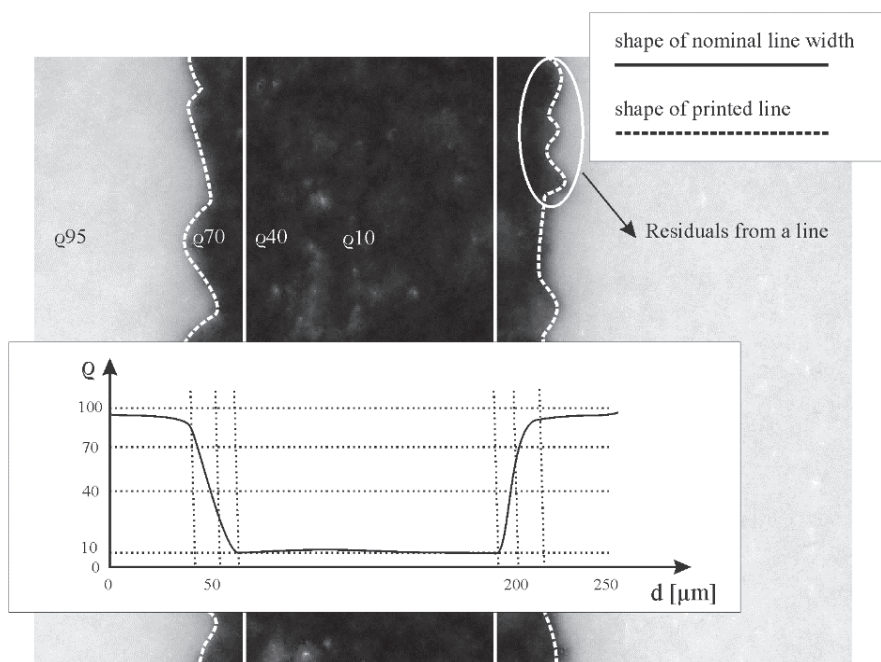 shape of nominal line width
shape of printed line
Residuals from a line
ϱ95
ϱ70
ϱ40
ϱ10
ϱ
100
70
40
10
0
0
50
200
250
d [μm]